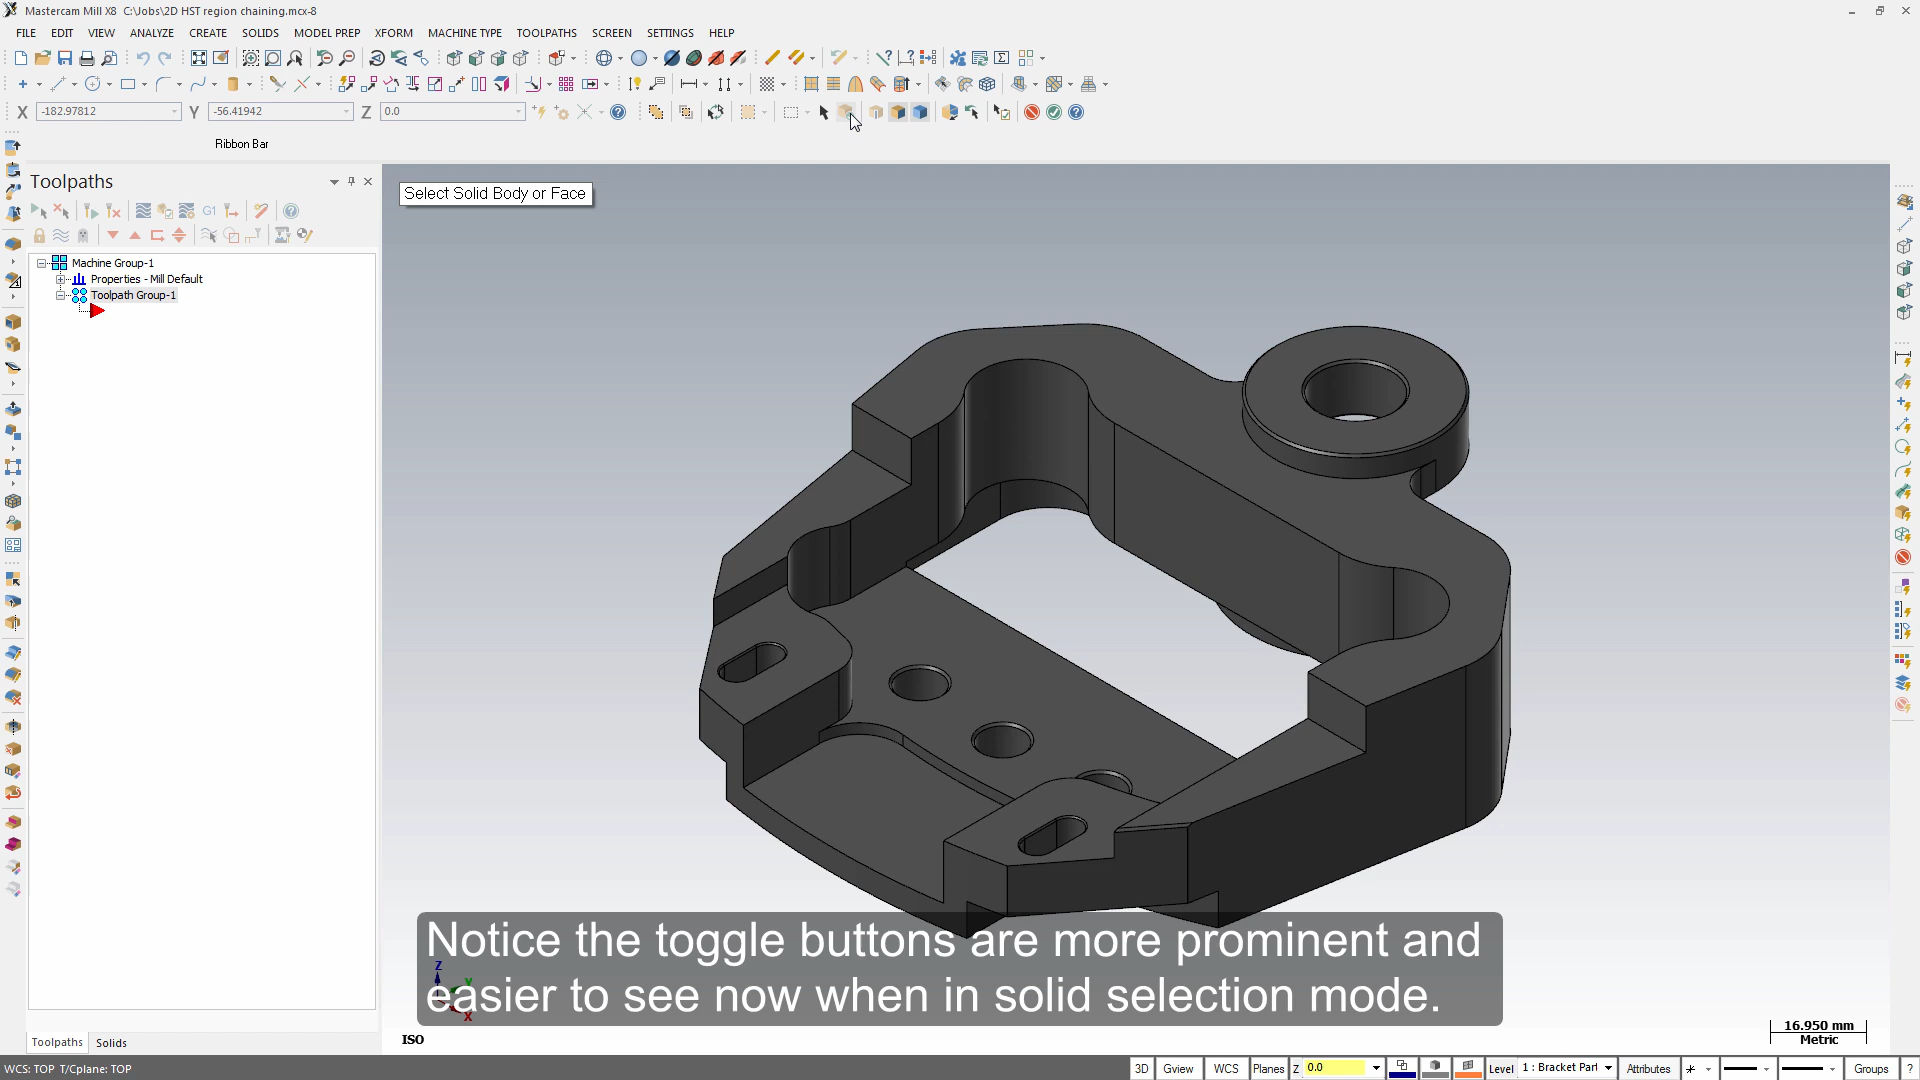 Mastercam Mill X8 C:\Jobs\2D HST region chaining.mcx-8
FILE EDIT VIEW ANALYZE CREATE SOLIDS MODEL PREP XFORM MACHINE TYPE TOOLPATHS SCREEN SETTINGS HELP
X -182.97812 Y -56.41942 Z 0.0
Ribbon Bar
Toolpaths
Select Solid Body or Face
G1
Machine Group-1
Properties - Mill Default
Toolpath Group-1
Notice the toggle buttons are more prominent and
easier to see now when in solid selection mode.
Z
Y
X
16.950 mm
Metric
ISO
Toolpaths Solids
WCS: TOP T/Cplane: TOP
3D Gview WCS Planes Z 0.0 Level 1 : Bracket Part Attributes Groups ?